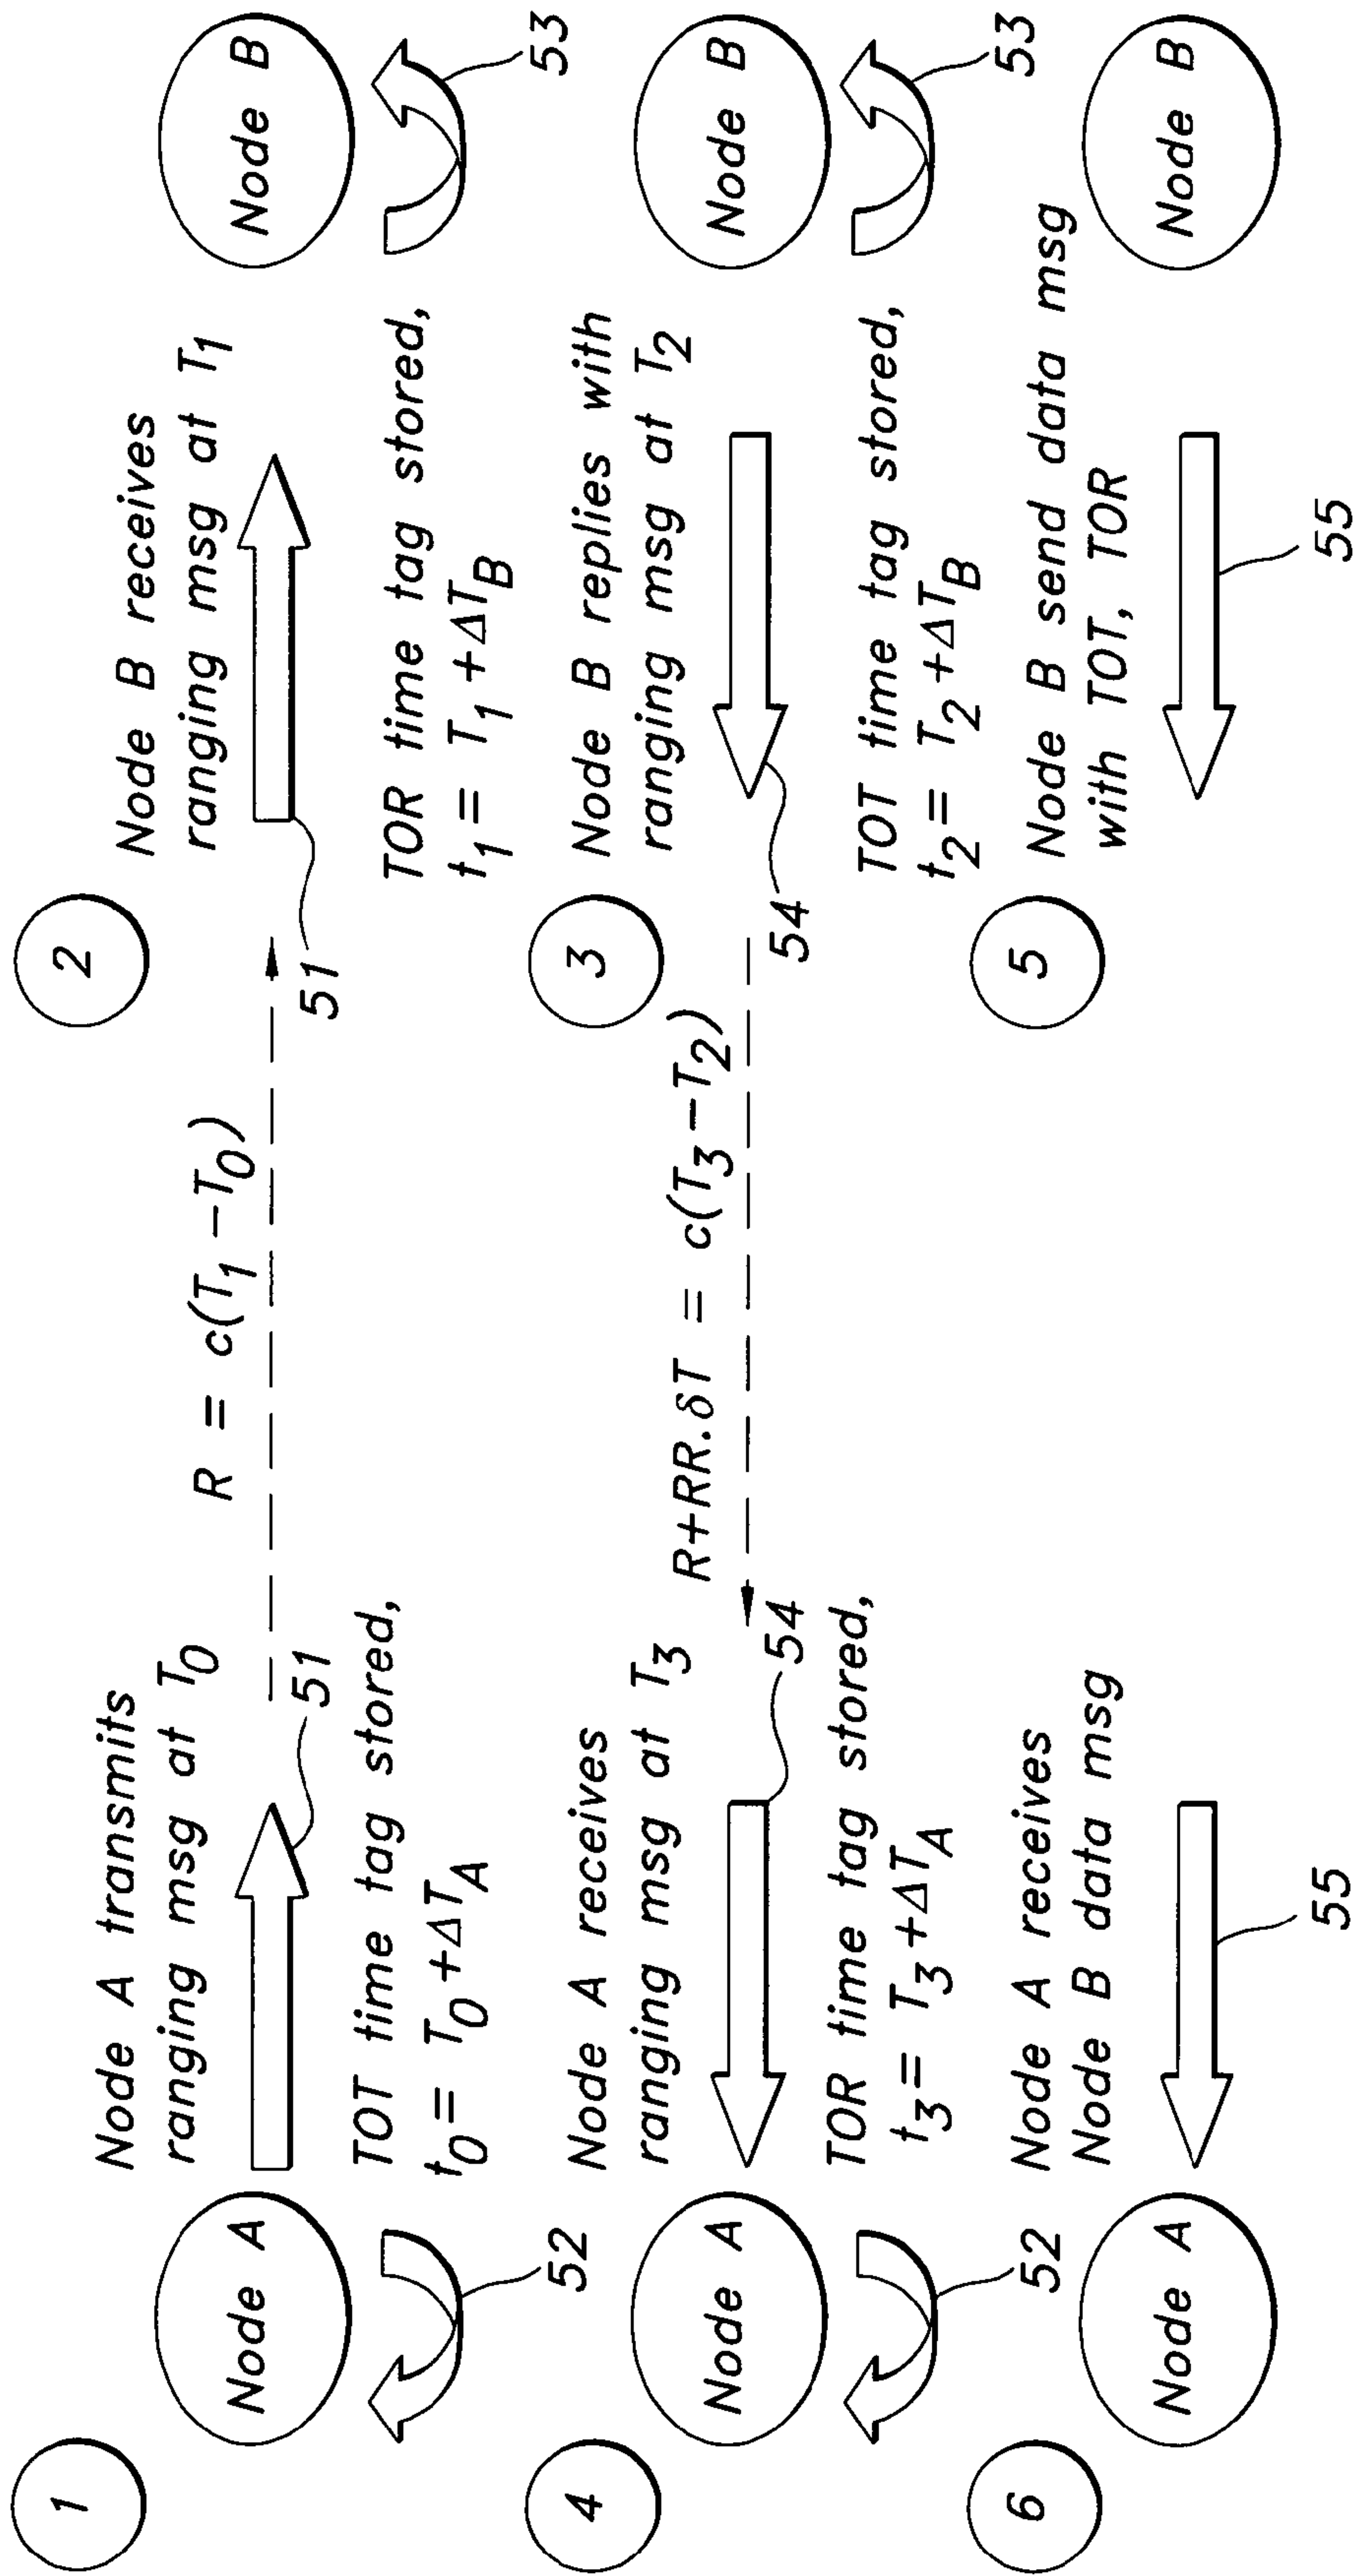 1
Node A transmits
ranging msg at T0
Node A
51
TOT time tag stored,
t0 = T0 + ΔTA
52
R = c(T1 − T0)
2
Node B receives
ranging msg at T1
Node B
51
TOR time tag stored,
t1 = T1 + ΔTB
53
3
Node B replies with
ranging msg at T2
Node B
54
TOT time tag stored,
t2 = T2 + ΔTB
53
R+RR.δT = c(T3 − T2)
4
Node A receives
ranging msg at T3
Node A
54
TOR time tag stored,
t3 = T3 + ΔTA
52
5
Node B send data msg
with TOT, TOR
Node B
55
6
Node A receives
Node B data msg
Node A
55